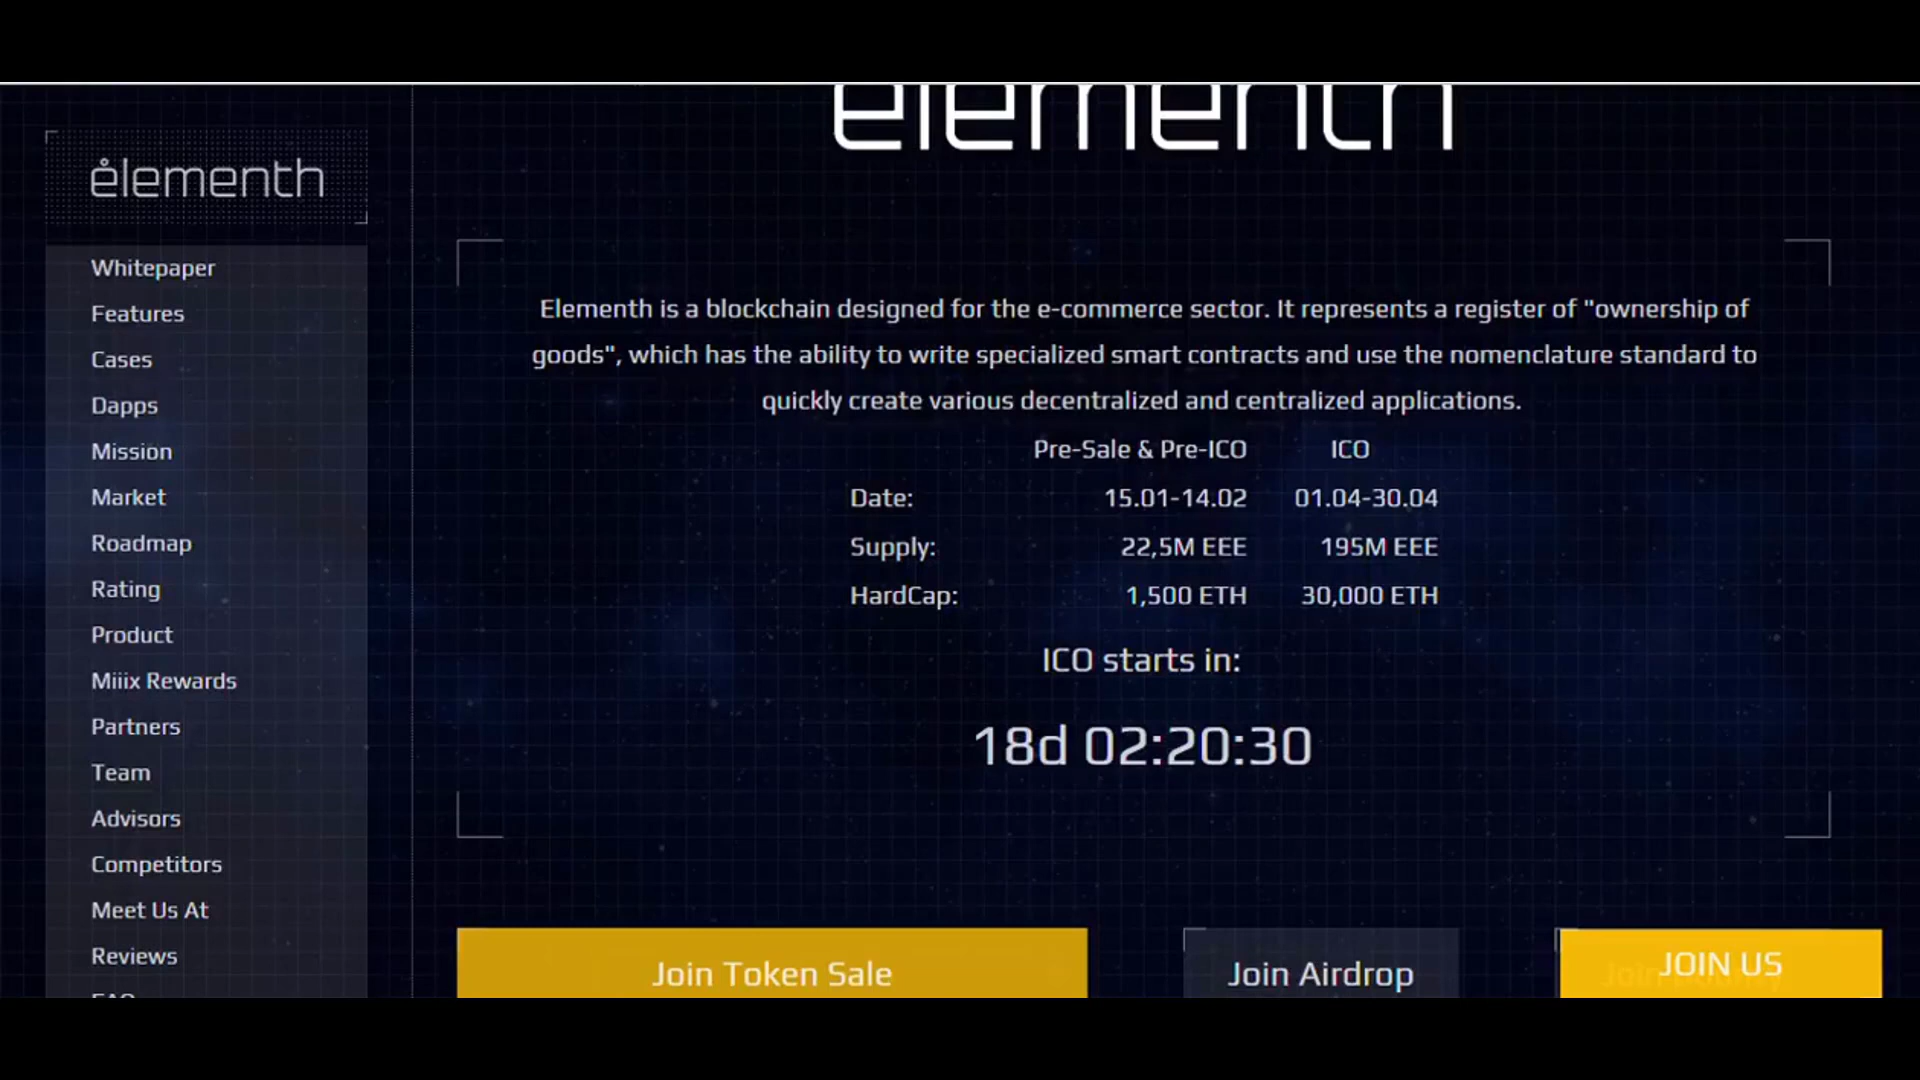 elementh
elementh
Whitepaper
Features
Cases
Dapps
Mission
Market
Roadmap
Rating
Product
Miiix Rewards
Partners
Team
Advisors
Competitors
Meet Us At
Reviews
FAQ
Elementh is a blockchain designed for the e-commerce sector. It represents a register of "ownership of
goods", which has the ability to write specialized smart contracts and use the nomenclature standard to
quickly create various decentralized and centralized applications.
Pre-Sale & Pre-ICO ICO
Date: 15.01-14.02 01.04-30.04
Supply: 22,5M EEE 195M EEE
HardCap: 1,500 ETH 30,000 ETH
ICO starts in:
18d 02:20:30
Join Token Sale
Join Airdrop
JOIN US